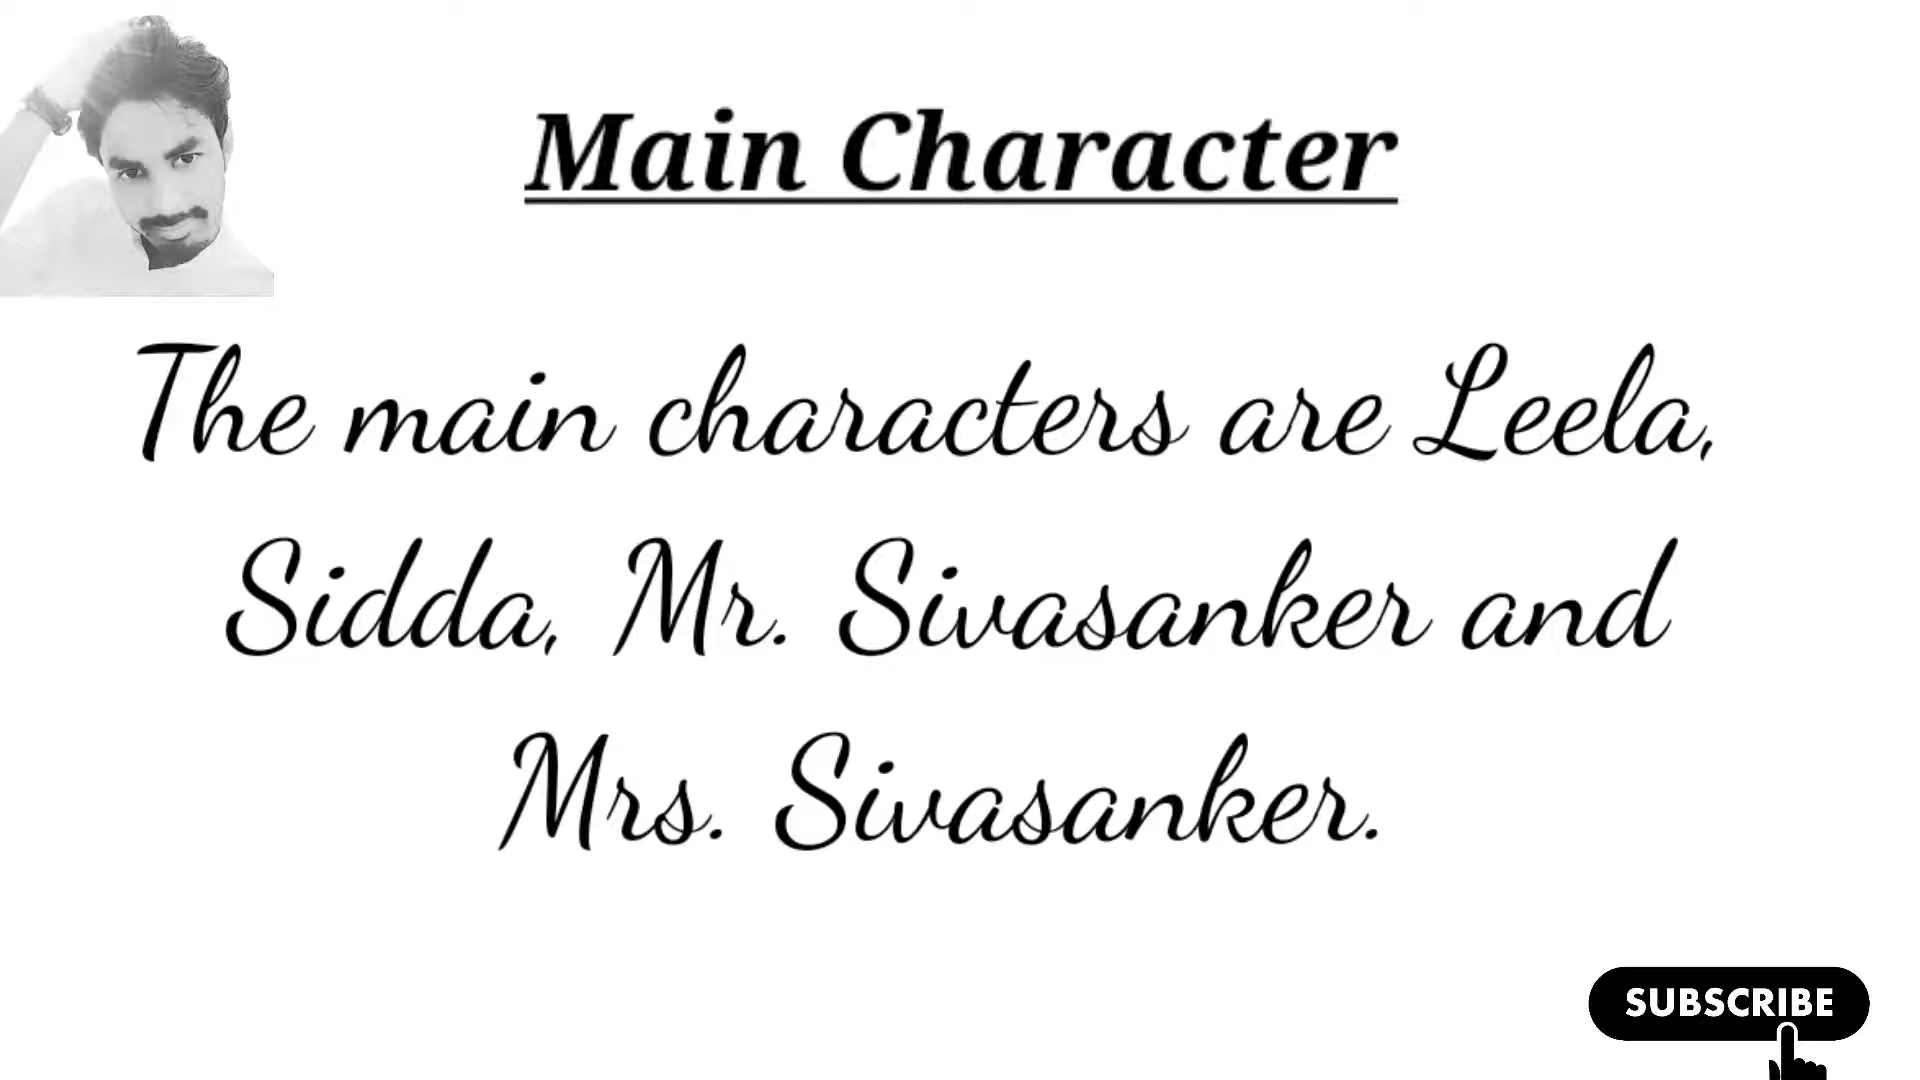 Main Character
The main characters are Leela,
Sidda, Mr. Sivasanker and
Mrs. Sivasanker.
SUBSCRIBE